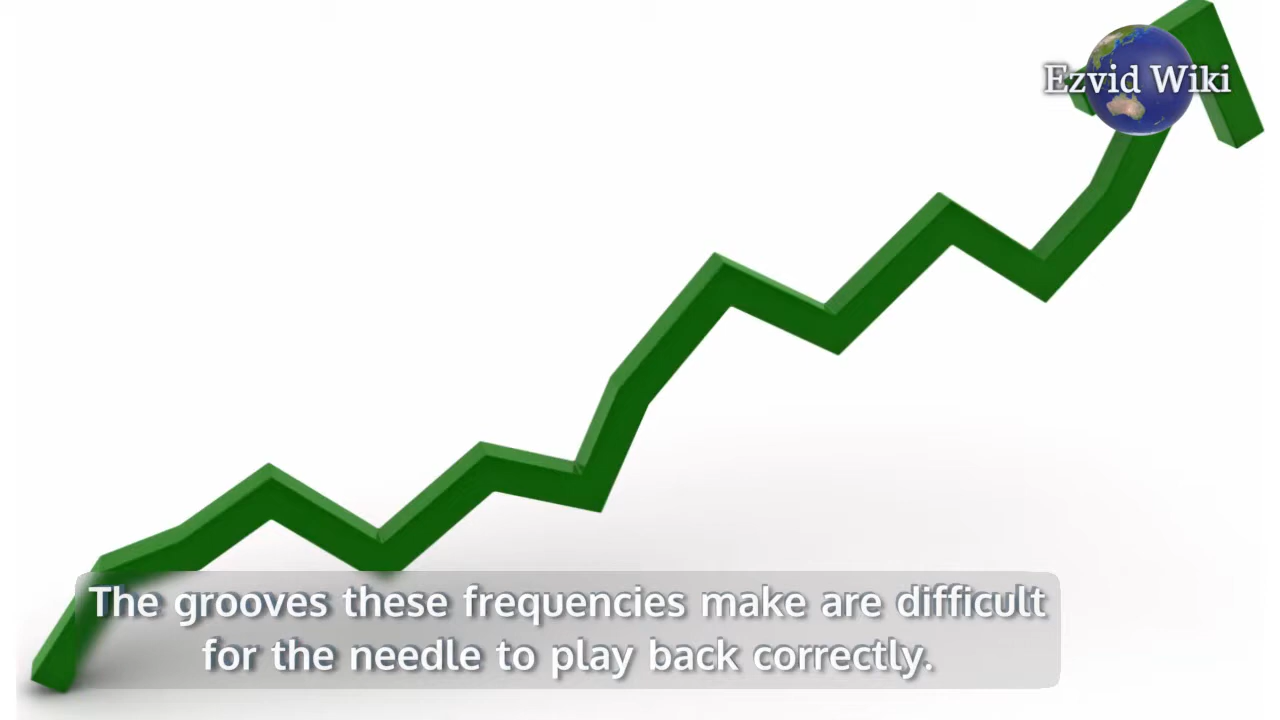 Ezvid Wiki
The grooves these frequencies make are difficult
for the needle to play back correctly.